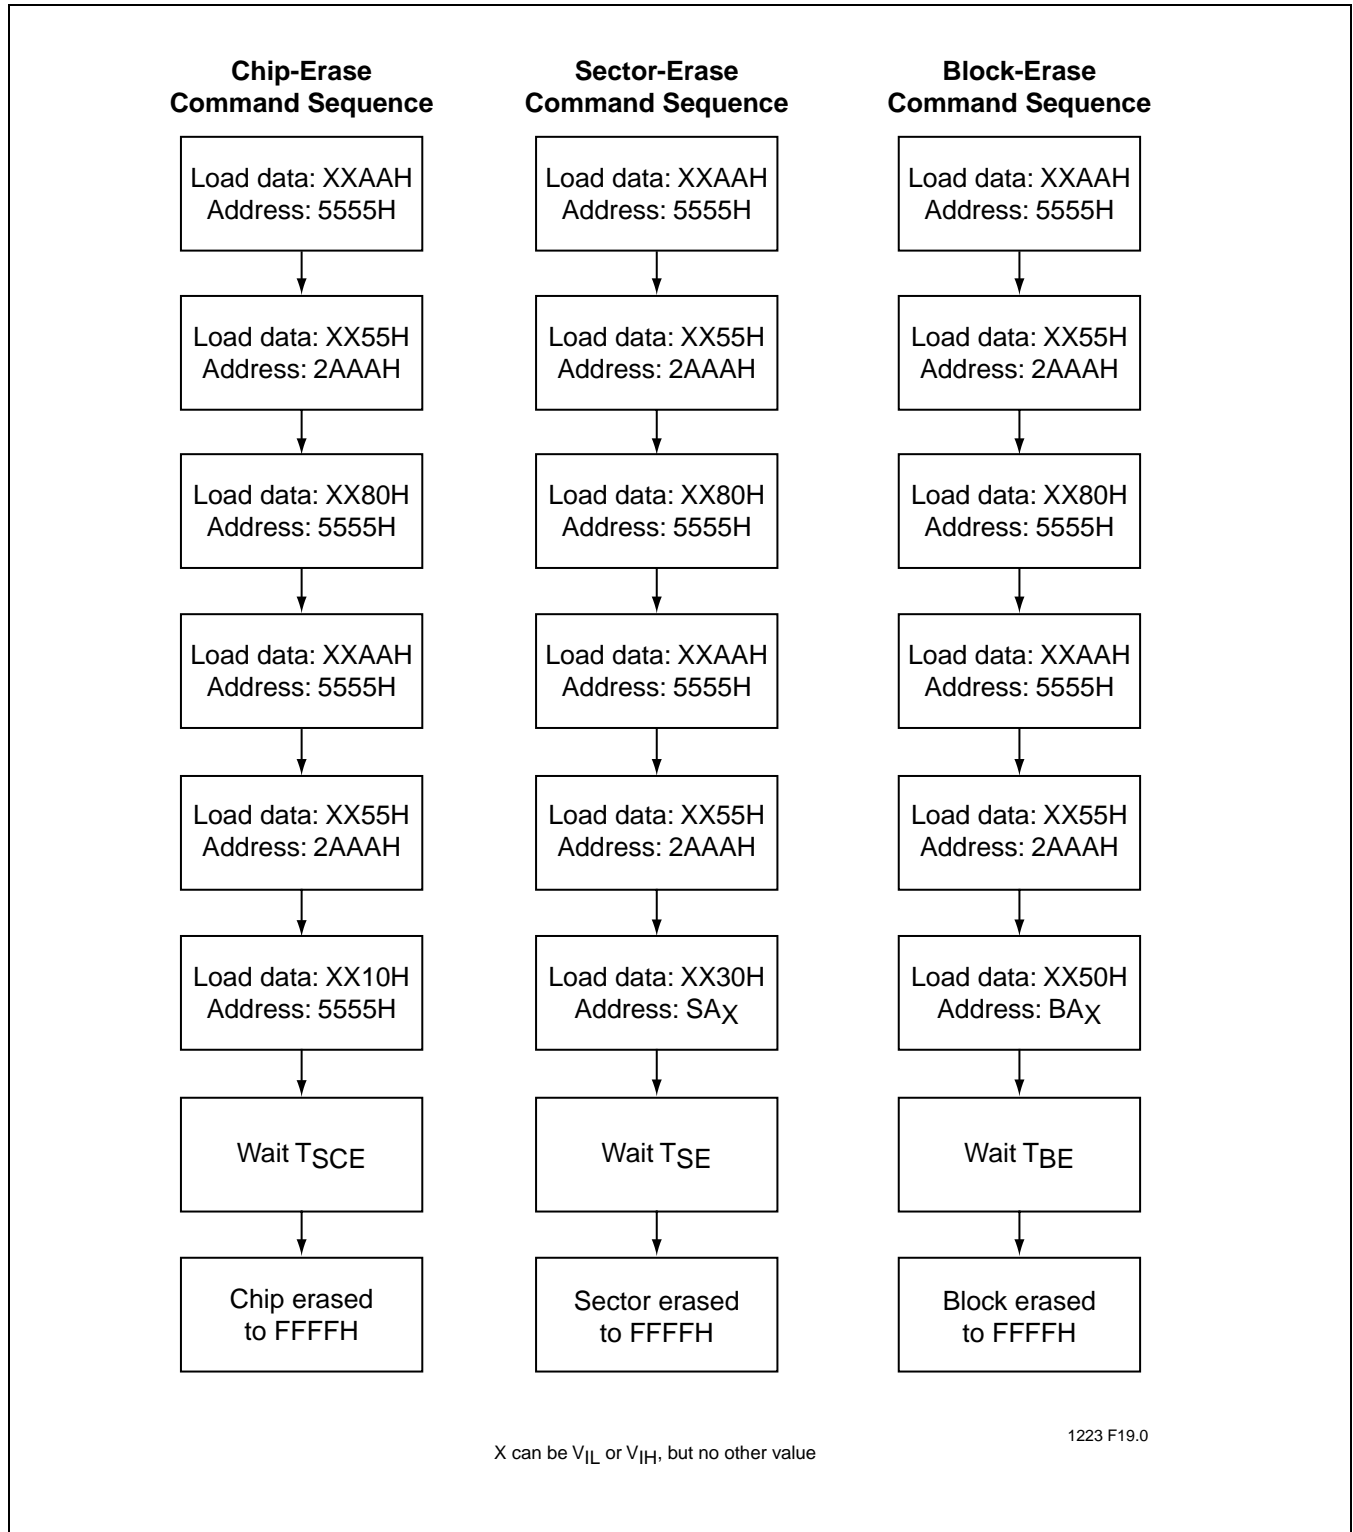 Chip-Erase
Command Sequence
Load data: XXAAH
Address: 5555H
Load data: XX55H
Address: 2AAAH
Load data: XX80H
Address: 5555H
Load data: XXAAH
Address: 5555H
Load data: XX55H
Address: 2AAAH
Load data: XX10H
Address: 5555H
Wait TSCE
Chip erased
to FFFFH
Sector-Erase
Command Sequence
Load data: XXAAH
Address: 5555H
Load data: XX55H
Address: 2AAAH
Load data: XX80H
Address: 5555H
Load data: XXAAH
Address: 5555H
Load data: XX55H
Address: 2AAAH
Load data: XX30H
Address: SAX
Wait TSE
Sector erased
to FFFFH
Block-Erase
Command Sequence
Load data: XXAAH
Address: 5555H
Load data: XX55H
Address: 2AAAH
Load data: XX80H
Address: 5555H
Load data: XXAAH
Address: 5555H
Load data: XX55H
Address: 2AAAH
Load data: XX50H
Address: BAX
Wait TBE
Block erased
to FFFFH
1223 F19.0
X can be VIL or VIH, but no other value